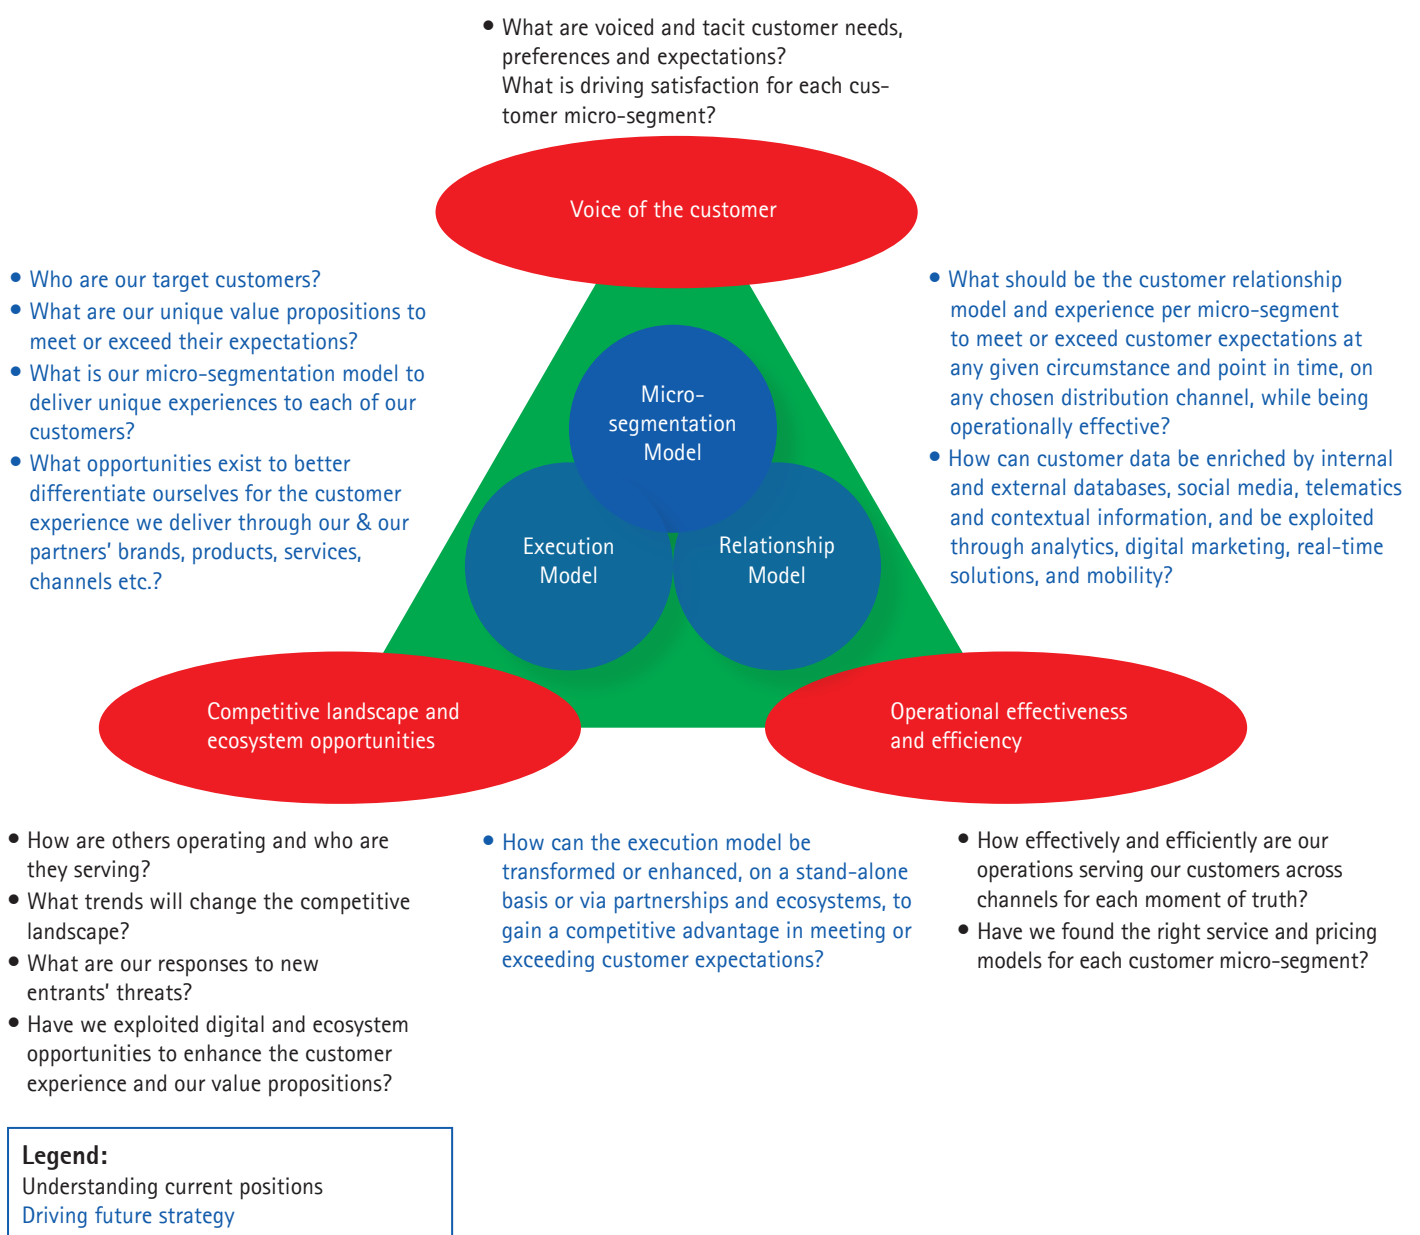 • What are voiced and tacit customer needs,
preferences and expectations?
What is driving satisfaction for each cus-
tomer micro-segment?
Voice of the customer
• Who are our target customers?
• What are our unique value propositions to
meet or exceed their expectations?
• What is our micro-segmentation model to
deliver unique experiences to each of our
customers?
• What opportunities exist to better
differentiate ourselves for the customer
experience we deliver through our & our
partners' brands, products, services,
channels etc.?
• What should be the customer relationship
model and experience per micro-segment
to meet or exceed customer expectations at
any given circumstance and point in time, on
any chosen distribution channel, while being
operationally effective?
• How can customer data be enriched by internal
and external databases, social media, telematics
and contextual information, and be exploited
through analytics, digital marketing, real-time
solutions, and mobility?
Micro-
segmentation
Model
Execution
Model
Relationship
Model
Competitive landscape and
ecosystem opportunities
Operational effectiveness
and efficiency
• How are others operating and who are
they serving?
• What trends will change the competitive
landscape?
• What are our responses to new
entrants' threats?
• Have we exploited digital and ecosystem
opportunities to enhance the customer
experience and our value propositions?
• How can the execution model be
transformed or enhanced, on a stand-alone
basis or via partnerships and ecosystems, to
gain a competitive advantage in meeting or
exceeding customer expectations?
• How effectively and efficiently are our
operations serving our customers across
channels for each moment of truth?
• Have we found the right service and pricing
models for each customer micro-segment?
Legend:
Understanding current positions
Driving future strategy